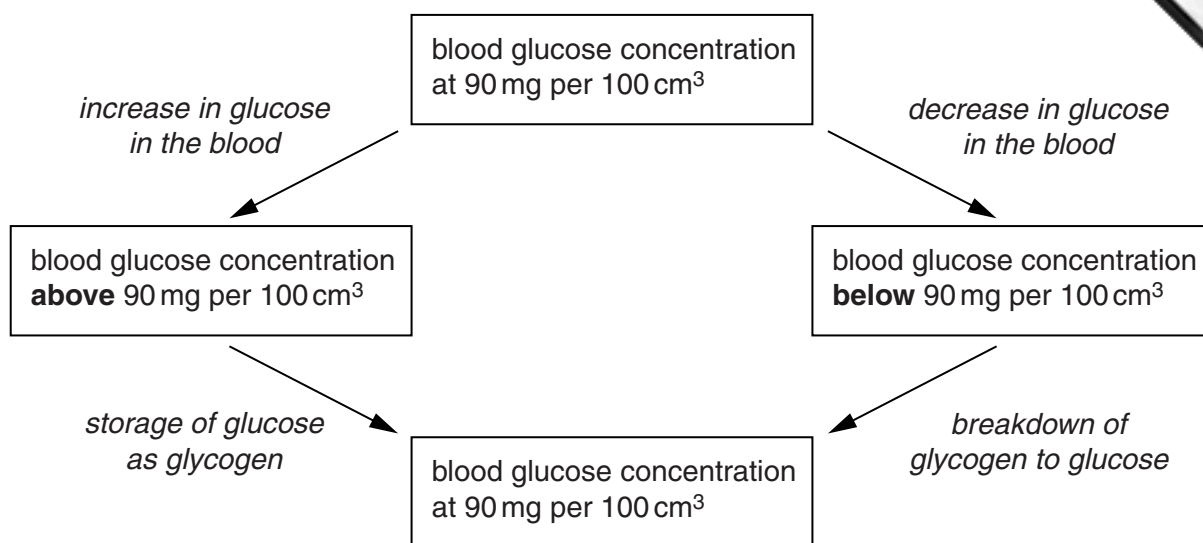 blood glucose concentration
at 90 mg per 100 cm³
increase in glucose
in the blood
decrease in glucose
in the blood
blood glucose concentration
above 90 mg per 100 cm³
blood glucose concentration
below 90 mg per 100 cm³
storage of glucose
as glycogen
breakdown of
glycogen to glucose
blood glucose concentration
at 90 mg per 100 cm³